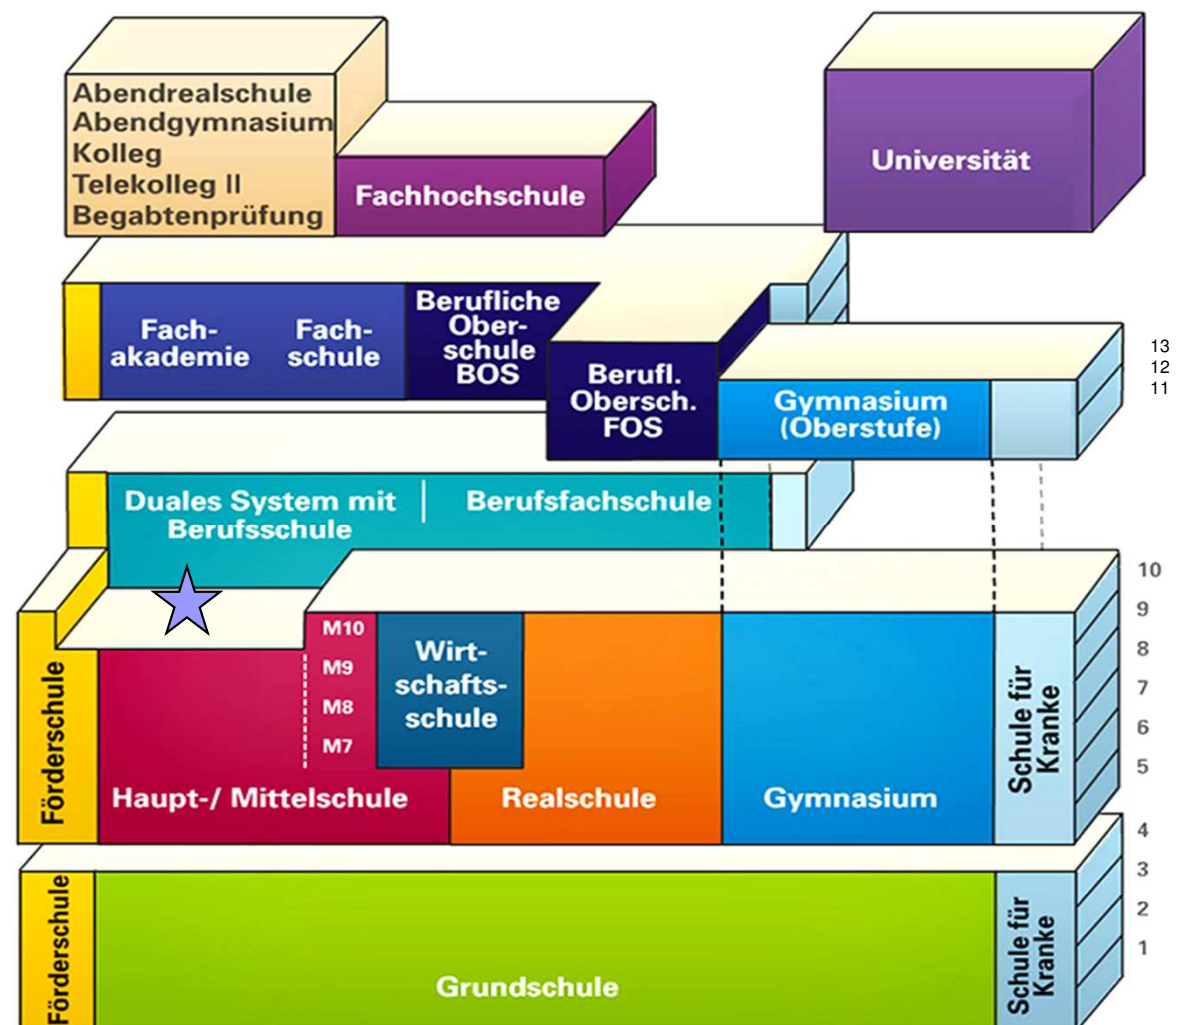 Abendrealschule
Abendgymnasium
Kolleg
Telekolleg II
Begabtenprüfung
Fachhochschule
Universität
Fach-
akademie
Fach-
schule
Berufliche
Ober-
schule
BOS
Berufl.
Obersch.
FOS
Gymnasium
(Oberstufe)
13
12
11
Duales System mit
Berufsschule
Berufsfachschule
Förderschule
Haupt-/ Mittelschule
M10
M9
M8
M7
Wirt-
schafts-
schule
Realschule
Gymnasium
Schule für
Kranke
10
9
8
7
6
5
4
3
2
1
Förderschule
Grundschule
Schule für
Kranke